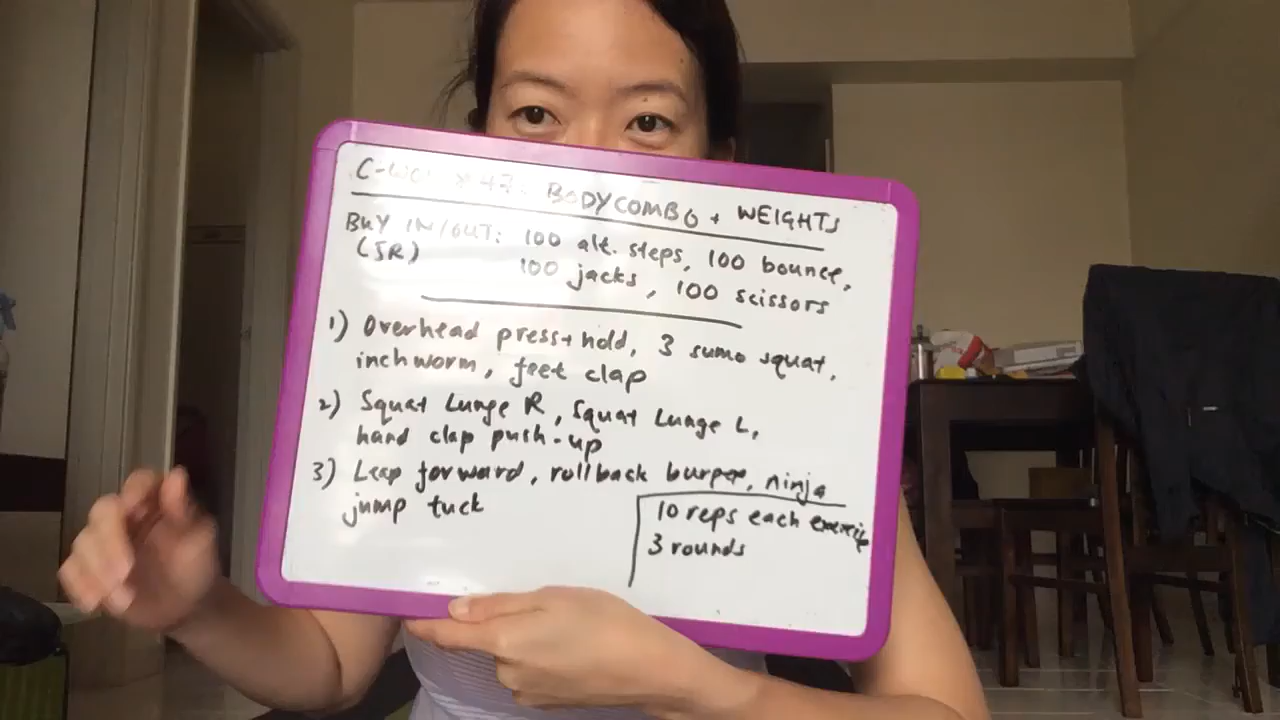 BODYCOMBO + WEIGHTS
BUY IN/OUT: 100 alt. steps, 100 bounce,
(JR) 100 jacks, 100 scissors
1) Overhead press+hold, 3 sumo squat,
inchworm, feet clap
2) Squat Lunge R, Squat Lunge L,
hand clap push-up
3) Leap forward, rollback burpee, ninja
jump tuck
10 reps each exercise
3 rounds